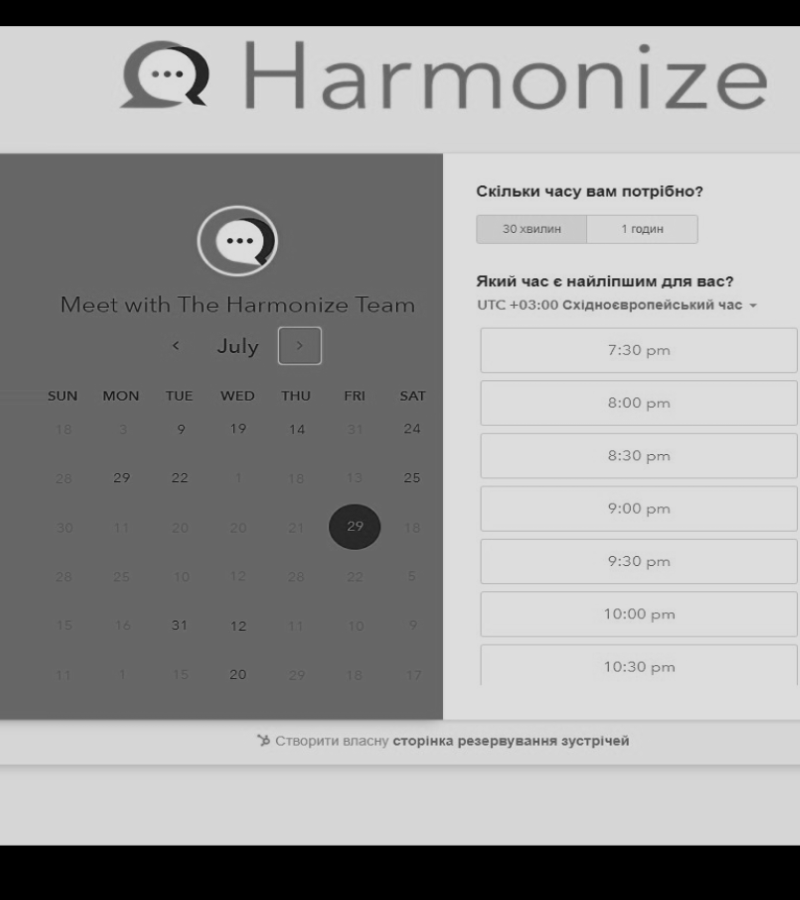 Harmonize
Meet with The Harmonize Team
July
SUN MON TUE WED THU FRI SAT
18 3 9 19 14 31 24
28 29 22 1 18 13 25
30 11 20 20 21 29 18
28 25 10 12 28 22 5
15 16 31 12 11 10 9
11 1 15 20 29 18 17
Скільки часу вам потрібно?
30 хвилин 1 годин
Який час є найліпшим для вас?
UTC +03:00 Східноєвропейський час
7:30 pm
8:00 pm
8:30 pm
9:00 pm
9:30 pm
10:00 pm
10:30 pm
Створити власну сторінка резервування зустрічей